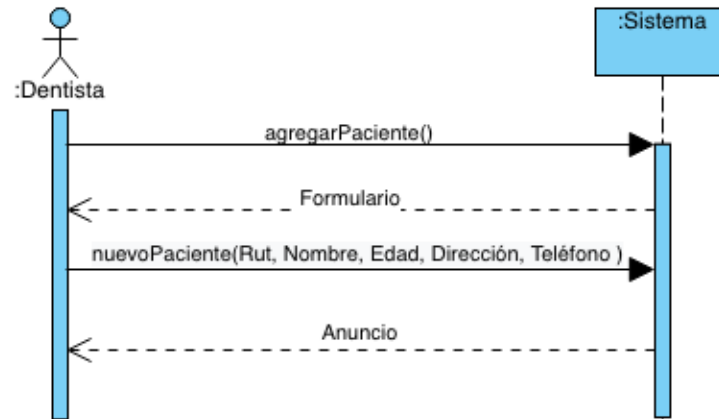 :Sistema
:Dentista
agregarPaciente()
Formulario
nuevoPaciente(Rut, Nombre, Edad, Dirección, Teléfono )
Anuncio